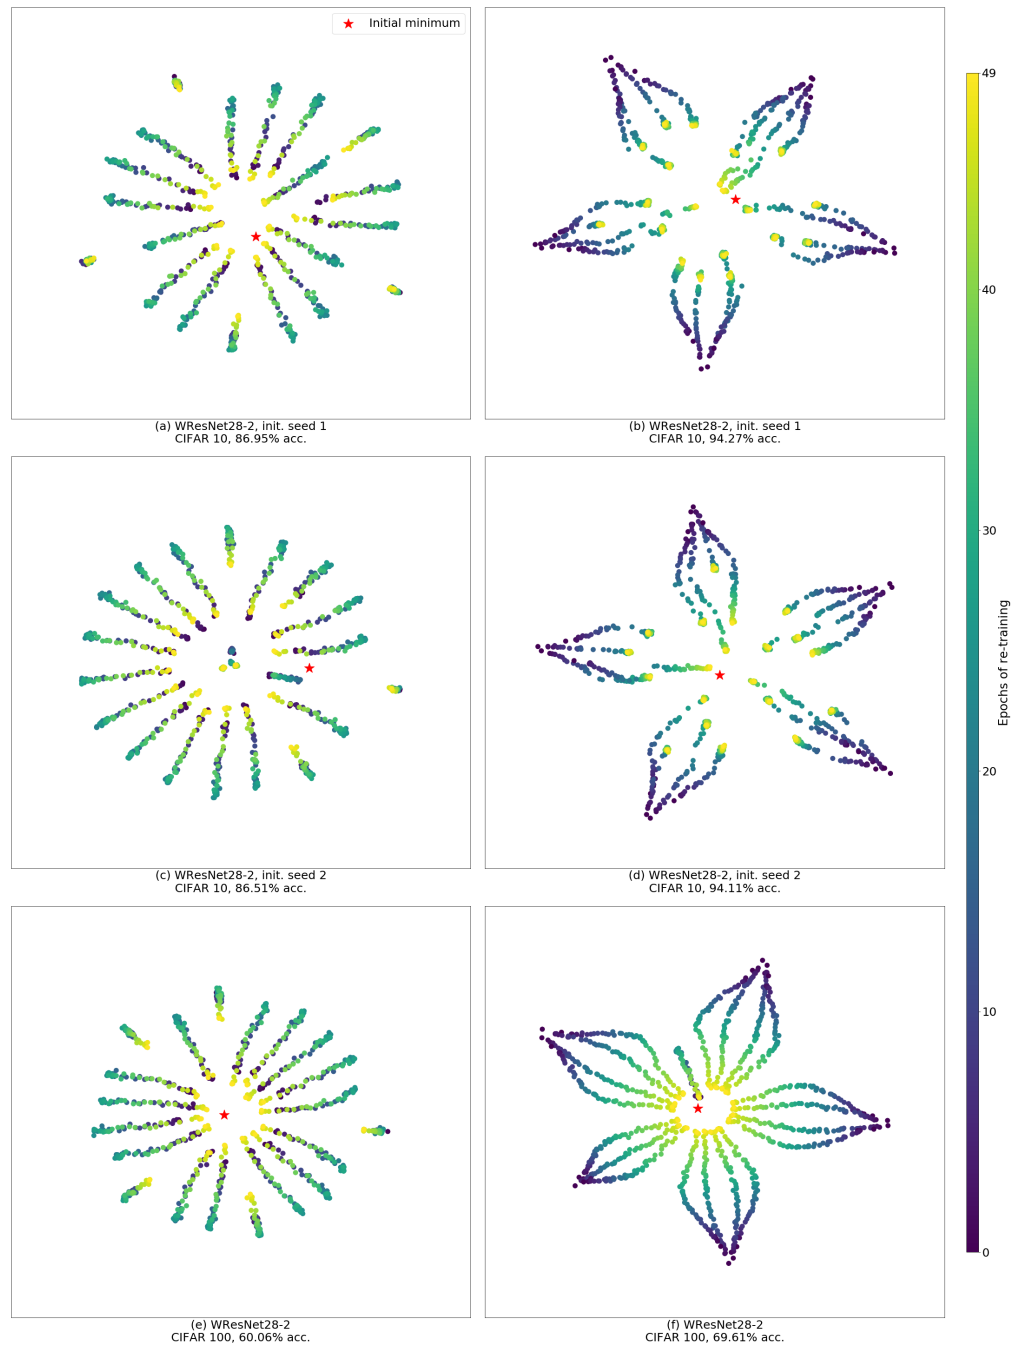 Initial minimum
(a) WResNet28-2, init. seed 1
CIFAR 10, 86.95% acc.
(b) WResNet28-2, init. seed 1
CIFAR 10, 94.27% acc.
(c) WResNet28-2, init. seed 2
CIFAR 10, 86.51% acc.
(d) WResNet28-2, init. seed 2
CIFAR 10, 94.11% acc.
(e) WResNet28-2
CIFAR 100, 60.06% acc.
(f) WResNet28-2
CIFAR 100, 69.61% acc.
49
40
30
20
10
0
Epochs of re-training